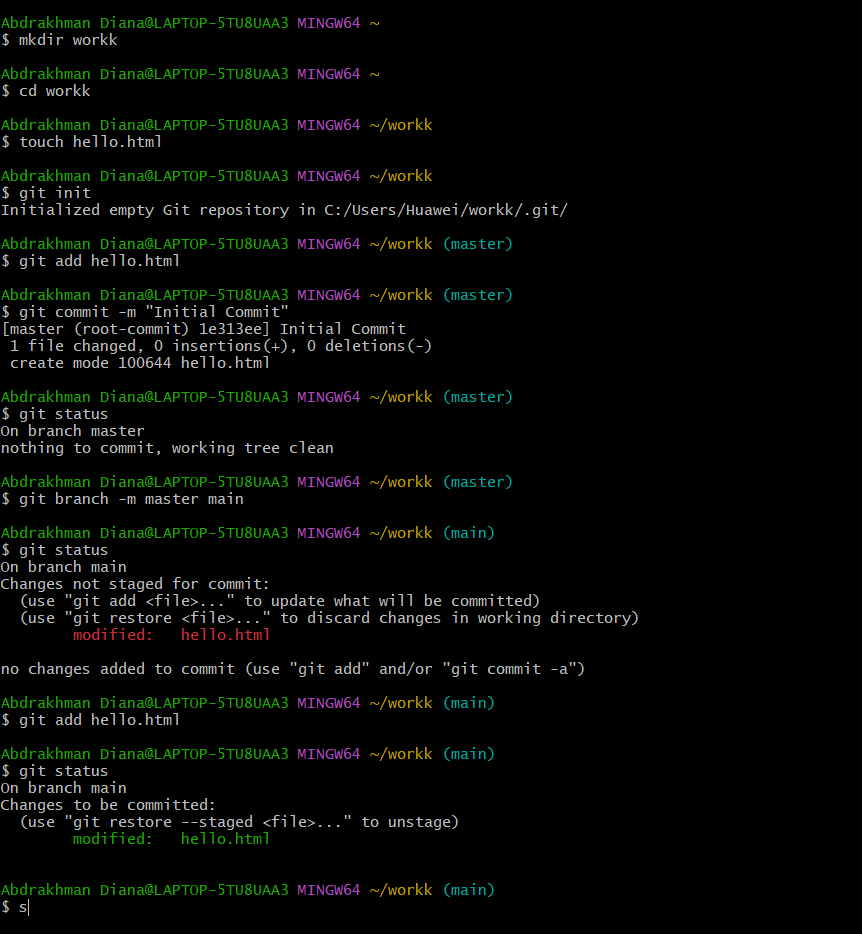 Abdrakhman Diana@LAPTOP-5TU8UAA3 MINGW64 ~
$ mkdir workk
Abdrakhman Diana@LAPTOP-5TU8UAA3 MINGW64 ~
$ cd workk
Abdrakhman Diana@LAPTOP-5TU8UAA3 MINGW64 ~/workk
$ touch hello.html
Abdrakhman Diana@LAPTOP-5TU8UAA3 MINGW64 ~/workk
$ git init
Initialized empty Git repository in C:/Users/Huawei/workk/.git/
Abdrakhman Diana@LAPTOP-5TU8UAA3 MINGW64 ~/workk (master)
$ git add hello.html
Abdrakhman Diana@LAPTOP-5TU8UAA3 MINGW64 ~/workk (master)
$ git commit -m "Initial Commit"
[master (root-commit) 1e313ee] Initial Commit
 1 file changed, 0 insertions(+), 0 deletions(-)
 create mode 100644 hello.html
Abdrakhman Diana@LAPTOP-5TU8UAA3 MINGW64 ~/workk (master)
$ git status
On branch master
nothing to commit, working tree clean
Abdrakhman Diana@LAPTOP-5TU8UAA3 MINGW64 ~/workk (master)
$ git branch -m master main
Abdrakhman Diana@LAPTOP-5TU8UAA3 MINGW64 ~/workk (main)
$ git status
On branch main
Changes not staged for commit:
  (use "git add <file>..." to update what will be committed)
  (use "git restore <file>..." to discard changes in working directory)
        modified:   hello.html
no changes added to commit (use "git add" and/or "git commit -a")
Abdrakhman Diana@LAPTOP-5TU8UAA3 MINGW64 ~/workk (main)
$ git add hello.html
Abdrakhman Diana@LAPTOP-5TU8UAA3 MINGW64 ~/workk (main)
$ git status
On branch main
Changes to be committed:
  (use "git restore --staged <file>..." to unstage)
        modified:   hello.html
Abdrakhman Diana@LAPTOP-5TU8UAA3 MINGW64 ~/workk (main)
$ s